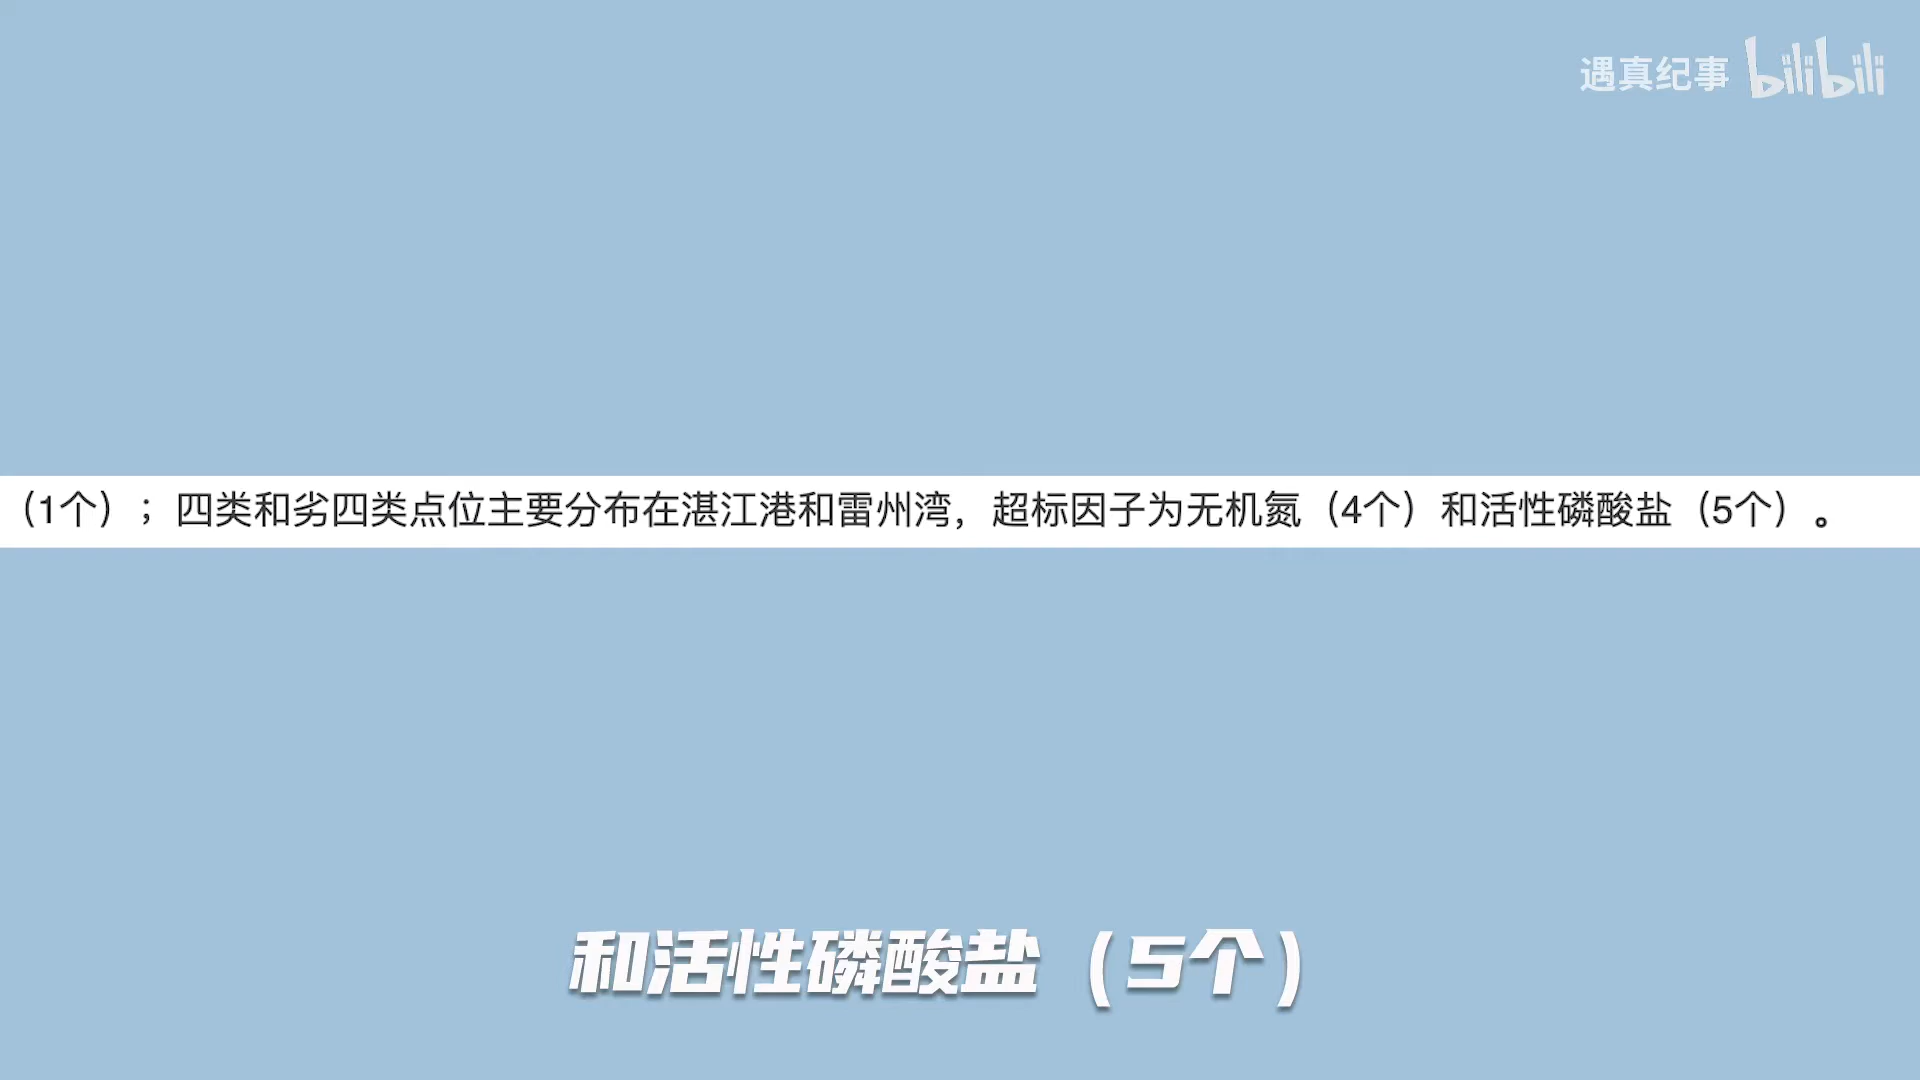 遇真纪事 bilibili
（1个）；四类和劣四类点位主要分布在湛江港和雷州湾，超标因子为无机氮（4个）和活性磷酸盐（5个）。
和活性磷酸盐（5个）